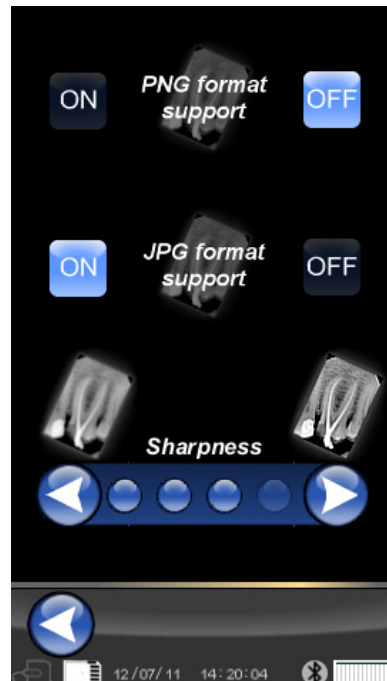 ON
PNG format
support
OFF
ON
JPG format
support
OFF
Sharpness
12/07/11 14:20:04